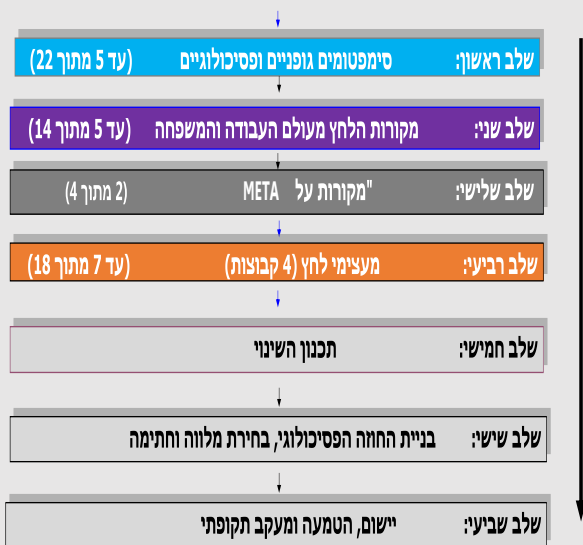 שלב ראשון: סימפטומים גופניים ופסיכולוגיים (עד 5 מתוך 22)
שלב שני: מקורות הלחץ מעולם העבודה והמשפחה (עד 5 מתוך 14)
שלב שלישי: "מקורות על META (2 מתוך 4)
שלב רביעי: מעצימי לחץ (4 קבוצות) (עד 7 מתוך 18)
שלב חמישי: תכנון השינוי
שלב שישי: בניית החוזה הפסיכולוגי, בחירת מלווה וחתימה
שלב שביעי: יישום, הטמעה ומעקב תקופתי